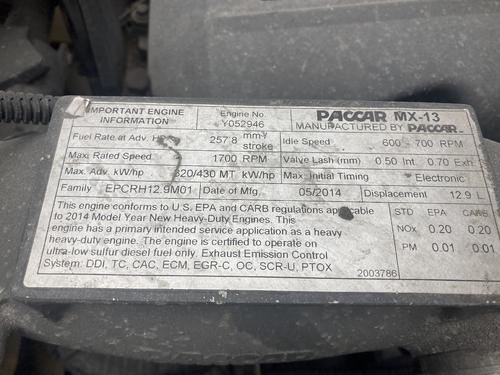 IMPORTANT ENGINE INFORMATION
Engine No.
Y052946
PACCAR MX-13
MANUFACTURED BY PACCAR
Fuel Rate at Adv. 257.8 mm³/stroke
Idle Speed 600 - 700 RPM
Max. Rated Speed 1700 RPM
Valve Lash (mm) 0.50 Int. 0.70 Exh
Max. Adv. kW/hp 320/430 MT kW/hp
Max. Initial Timing Electronic
Family EPCRH12.9M01
05/2014
Displacement 12.9 L
This engine conforms to U.S. EPA and CARB regulations applicable
to 2014 Model Year New Heavy-Duty Engines. This
engine has a primary intended service application as a heavy
heavy-duty engine. The engine is certified to operate on
ultra-low sulfur diesel fuel only. Exhaust Emission Control
System: DDI, TC, CAC, ECM, EGR-C, OC, SCR-U, PTOX
STD EPA CARB
NOx 0.20 0.20
PM 0.01 0.01
2003786
PACCAR